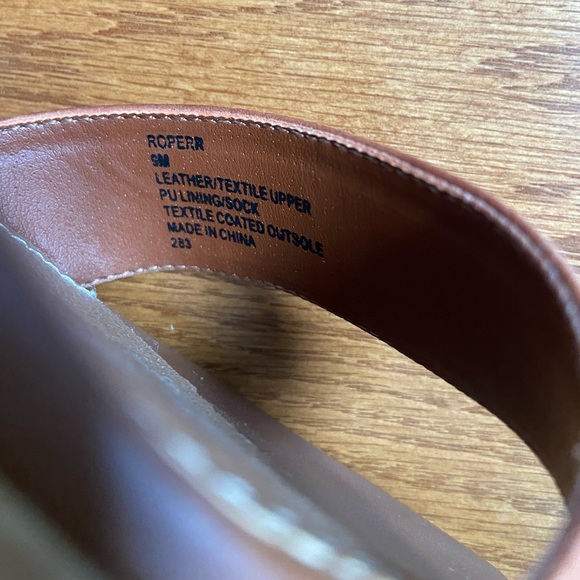 ROPERR
9M
LEATHER/TEXTILE UPPER
PU LINING/SOCK
TEXTILE COATED OUTSOLE
MADE IN CHINA
283